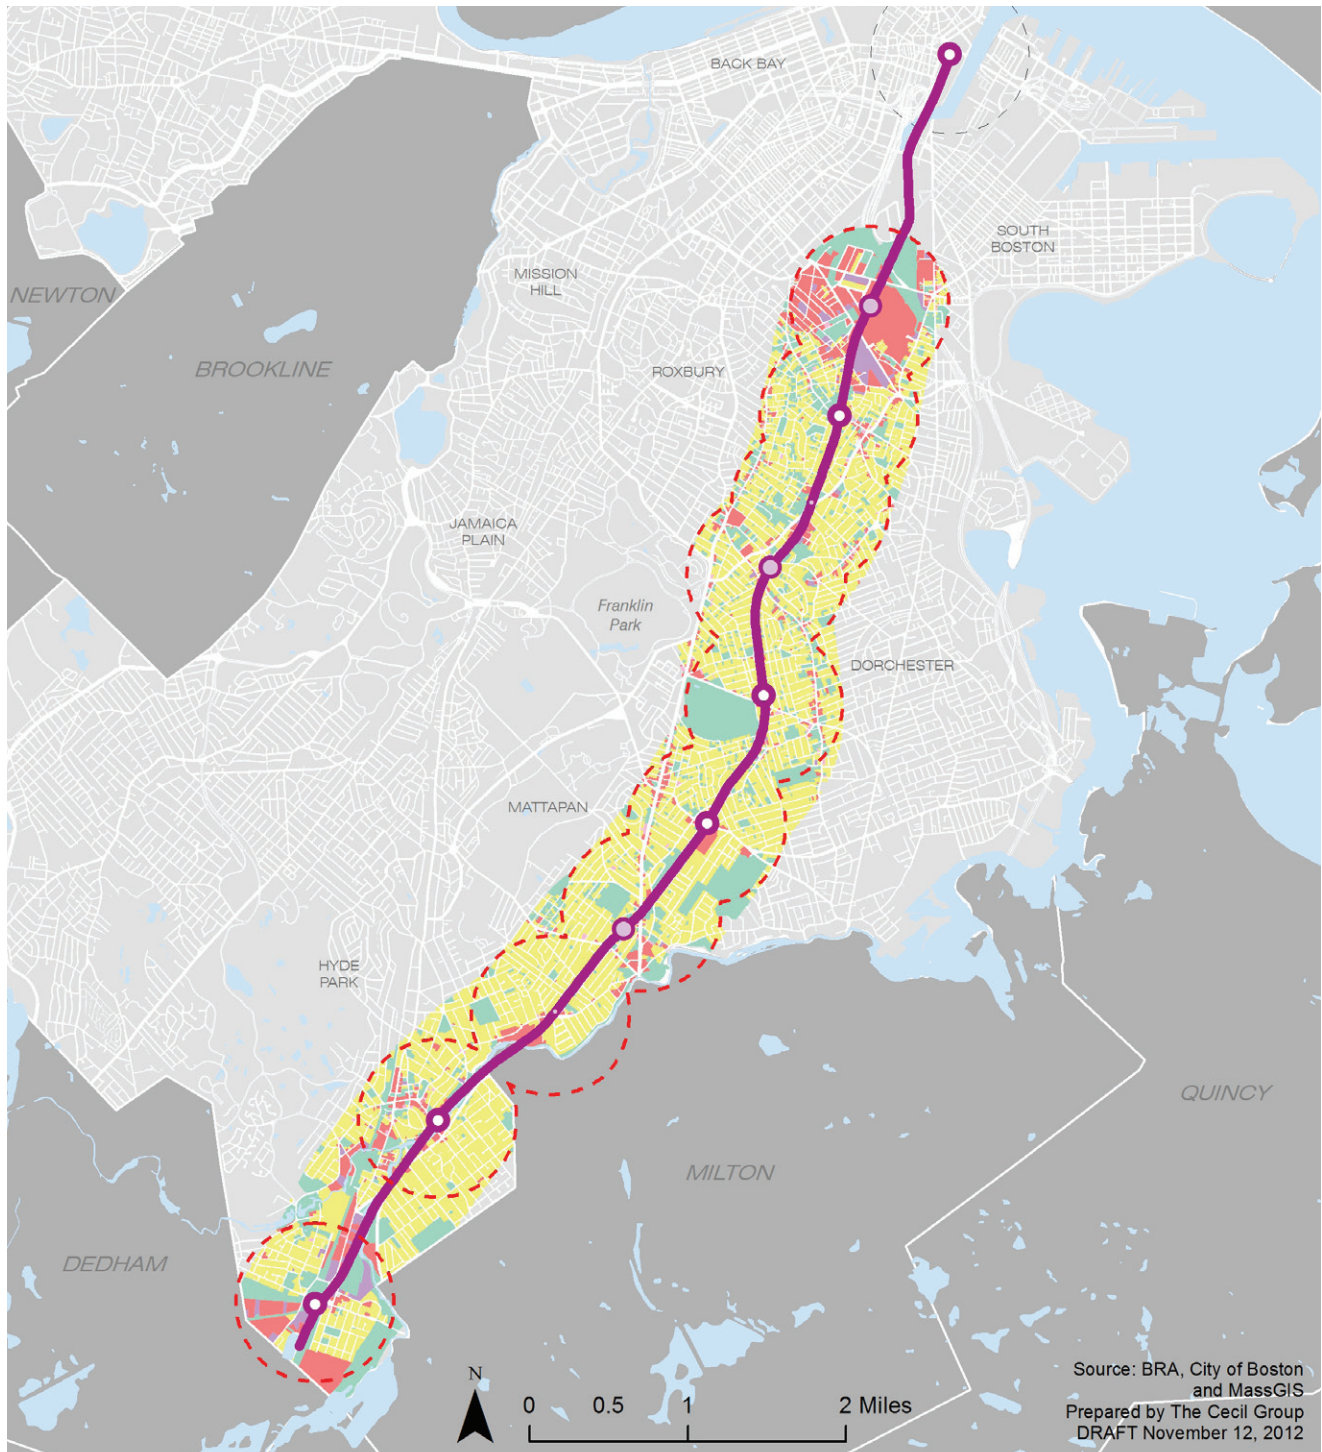 BACK BAY
SOUTH
BOSTON
MISSION
HILL
NEWTON
BROOKLINE
ROXBURY
JAMAICA
PLAIN
Franklin
Park
DORCHESTER
MATTAPAN
HYDE
PARK
QUINCY
MILTON
DEDHAM
N
0 0.5 1 2 Miles
Source: BRA, City of Boston
and MassGIS
Prepared by The Cecil Group
DRAFT November 12, 2012